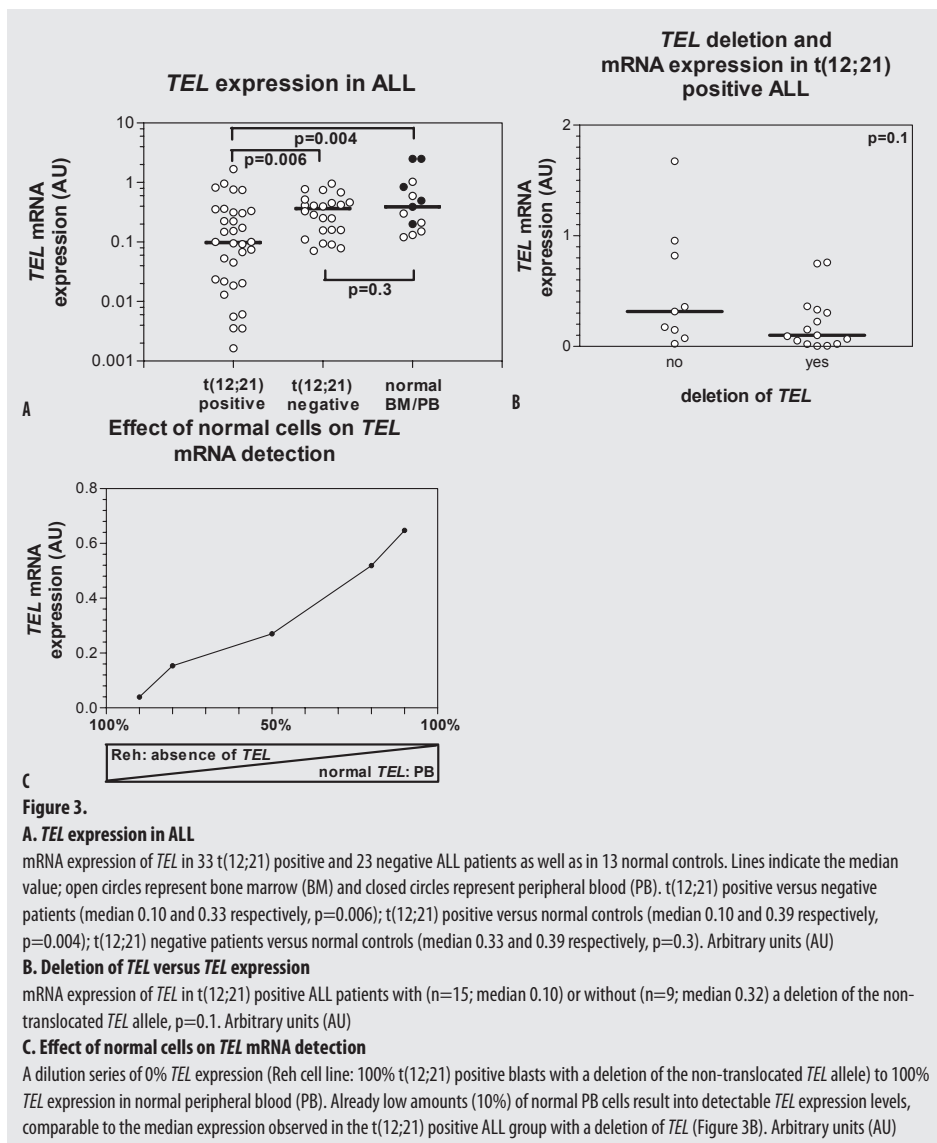 TEL expression in ALL
10
1
0.1
0.01
0.001
TEL mRNA
expression (AU)
p=0.004
p=0.006
p=0.3
t(12;21)
positive
t(12;21)
negative
normal
BM/PB
A
TEL deletion and
mRNA expression in t(12;21)
positive ALL
2
1
0
TEL mRNA
expression (AU)
p=0.1
no
yes
deletion of TEL
B
Effect of normal cells on TEL
mRNA detection
0.8
0.6
0.4
0.2
0.0
TEL mRNA
expression (AU)
100%
50%
100%
Reh: absence of TEL
normal TEL: PB
C
Figure 3.
A. TEL expression in ALL
mRNA expression of TEL in 33 t(12;21) positive and 23 negative ALL patients as well as in 13 normal controls. Lines indicate the median
value; open circles represent bone marrow (BM) and closed circles represent peripheral blood (PB). t(12;21) positive versus negative
patients (median 0.10 and 0.33 respectively, p=0.006); t(12;21) positive versus normal controls (median 0.10 and 0.39 respectively,
p=0.004); t(12;21) negative patients versus normal controls (median 0.33 and 0.39 respectively, p=0.3). Arbitrary units (AU)
B. Deletion of TEL versus TEL expression
mRNA expression of TEL in t(12;21) positive ALL patients with (n=15; median 0.10) or without (n=9; median 0.32) a deletion of the non-
translocated TEL allele, p=0.1. Arbitrary units (AU)
C. Effect of normal cells on TEL mRNA detection
A dilution series of 0% TEL expression (Reh cell line: 100% t(12;21) positive blasts with a deletion of the non-translocated TEL allele) to 100%
TEL expression in normal peripheral blood (PB). Already low amounts (10%) of normal PB cells result into detectable TEL expression levels,
comparable to the median expression observed in the t(12;21) positive ALL group with a deletion of TEL (Figure 3B). Arbitrary units (AU)